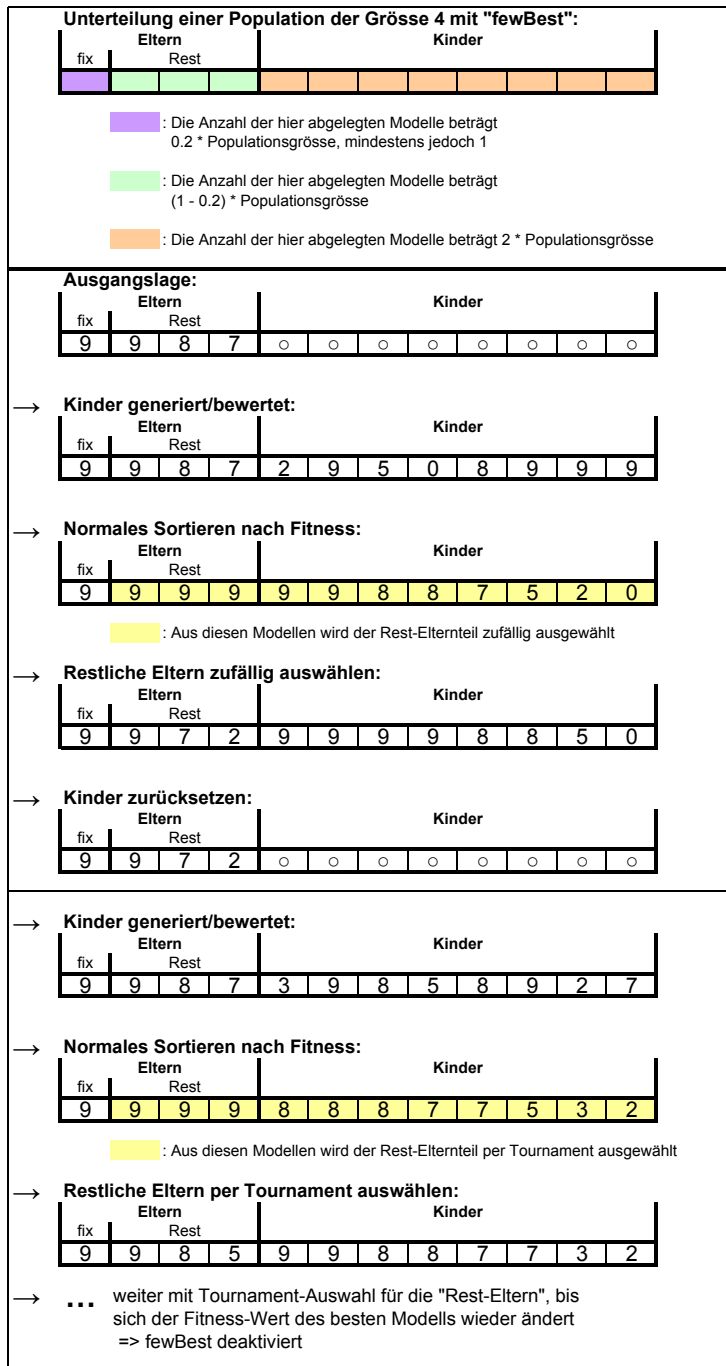 Unterteilung einer Population der Grösse 4 mit "fewBest":
Eltern Kinder
fix Rest
: Die Anzahl der hier abgelegten Modelle beträgt
0.2 * Populationsgrösse, mindestens jedoch 1
: Die Anzahl der hier abgelegten Modelle beträgt
(1 - 0.2) * Populationsgrösse
: Die Anzahl der hier abgelegten Modelle beträgt 2 * Populationsgrösse
Ausgangslage:
Eltern Kinder
fix Rest
9 9 8 7 ○ ○ ○ ○ ○ ○ ○ ○
→ Kinder generiert/bewertet:
Eltern Kinder
fix Rest
9 9 8 7 2 9 5 0 8 9 9 9
→ Normales Sortieren nach Fitness:
Eltern Kinder
fix Rest
9 9 9 9 9 9 8 8 7 5 2 0
: Aus diesen Modellen wird der Rest-Elternteil zufällig ausgewählt
→ Restliche Eltern zufällig auswählen:
Eltern Kinder
fix Rest
9 9 7 2 9 9 9 9 8 8 5 0
→ Kinder zurücksetzen:
Eltern Kinder
fix Rest
9 9 7 2 ○ ○ ○ ○ ○ ○ ○ ○
→ Kinder generiert/bewertet:
Eltern Kinder
fix Rest
9 9 8 7 3 9 8 5 8 9 2 7
→ Normales Sortieren nach Fitness:
Eltern Kinder
fix Rest
9 9 9 9 8 8 8 7 7 5 3 2
: Aus diesen Modellen wird der Rest-Elternteil per Tournament ausgewählt
→ Restliche Eltern per Tournament auswählen:
Eltern Kinder
fix Rest
9 9 8 5 9 9 8 8 7 7 3 2
→ ... weiter mit Tournament-Auswahl für die "Rest-Eltern", bis
sich der Fitness-Wert des besten Modells wieder ändert
=> fewBest deaktiviert